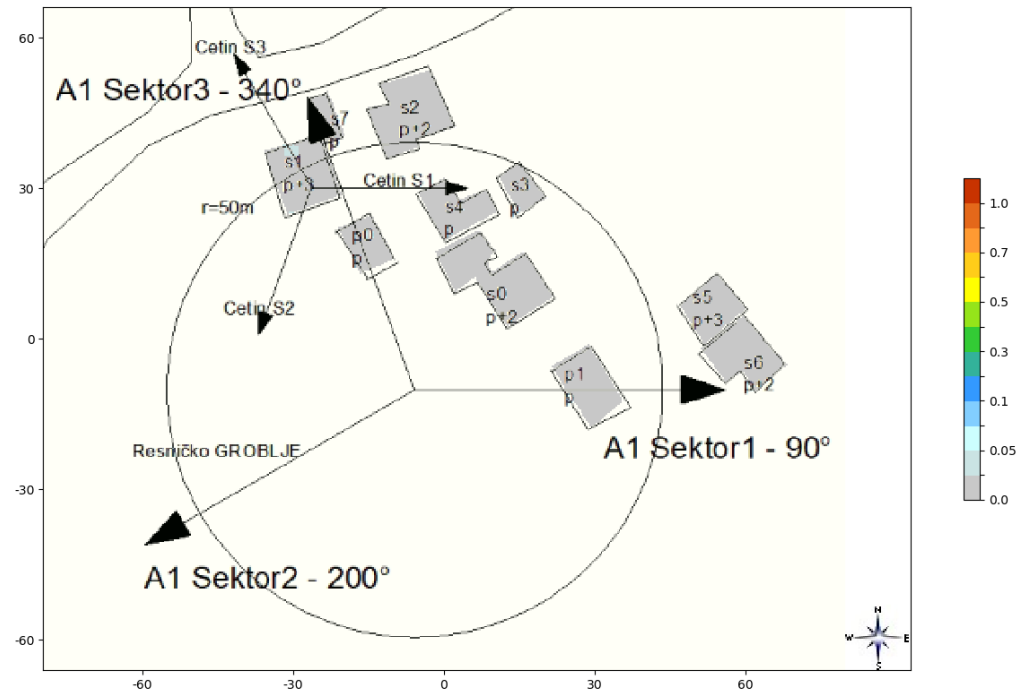 60
30
0
-30
-60
-60
-30
0
30
60
Cetin S3
A1 Sektor3 - 340°
s7
p
s2
p+2
s1
p+3
Cetin S1
s3
p
r=50m
s4
p
p0
p
s0
p+2
Cetin S2
s5
p+3
s6
p+2
p1
p
A1 Sektor1 - 90°
Resničko GROBLJE
A1 Sektor2 - 200°
N
W
E
S
1.0
0.7
0.5
0.3
0.1
0.05
0.0